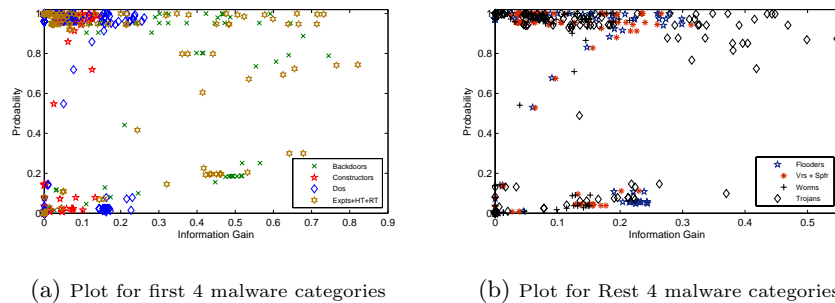 1
0.8
0.6
0.4
0.2
0
Probability
0 0.1 0.2 0.3 0.4 0.5 0.6 0.7 0.8 0.9
Information Gain
Backdoors
Constructors
Dos
Expts+HT+RT
(a) Plot for first 4 malware categories
1
0.8
0.6
0.4
0.2
0
Probability
0 0.1 0.2 0.3 0.4 0.5
Information Gain
Flooders
Vrs + Spfr
Worms
Trojans
(b) Plot for Rest 4 malware categories